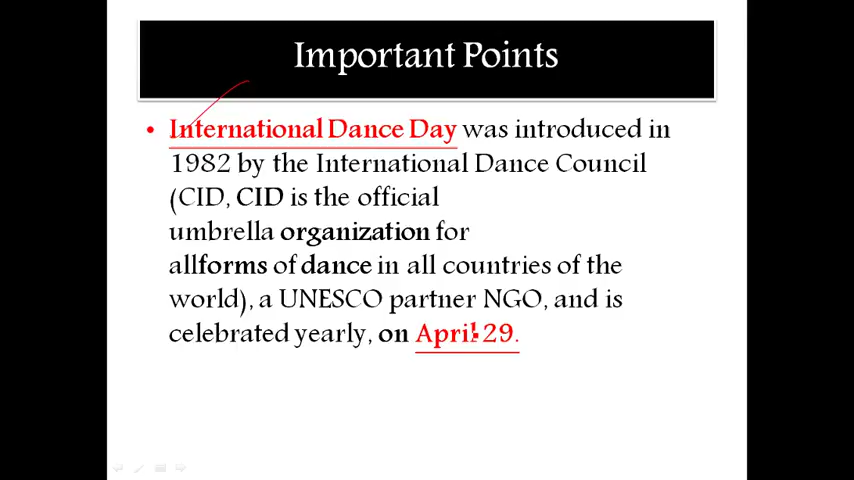 Important Points
• International Dance Day was introduced in
1982 by the International Dance Council
(CID, CID is the official
umbrella organization for
allforms of dance in all countries of the
world), a UNESCO partner NGO, and is
celebrated yearly, on April 29.